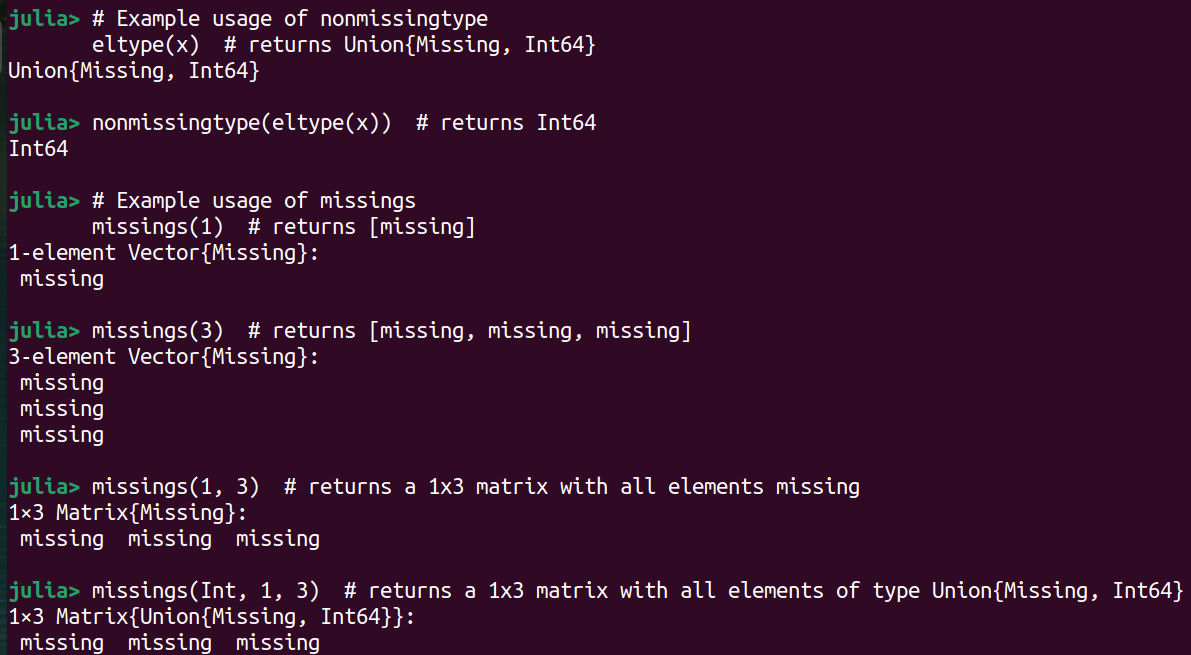 julia> # Example usage of nonmissingtype
       eltype(x)  # returns Union{Missing, Int64}
Union{Missing, Int64}

julia> nonmissingtype(eltype(x))  # returns Int64
Int64

julia> # Example usage of missings
       missings(1)  # returns [missing]
1-element Vector{Missing}:
 missing

julia> missings(3)  # returns [missing, missing, missing]
3-element Vector{Missing}:
 missing
 missing
 missing

julia> missings(1, 3)  # returns a 1x3 matrix with all elements missing
1×3 Matrix{Missing}:
 missing  missing  missing

julia> missings(Int, 1, 3)  # returns a 1x3 matrix with all elements of type Union{Missing, Int64}
1×3 Matrix{Union{Missing, Int64}}:
 missing  missing  missing